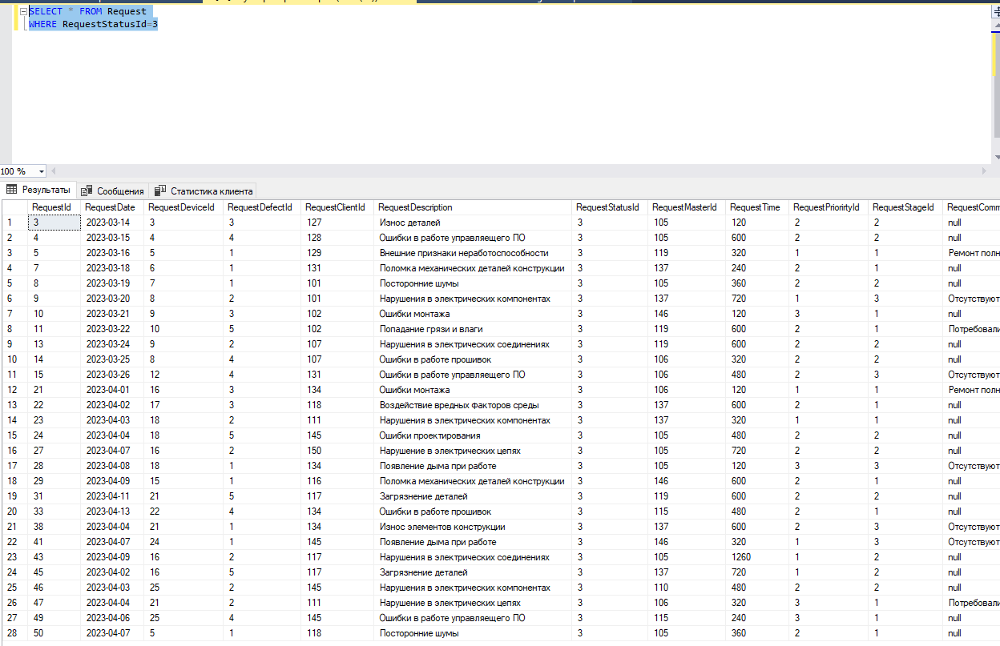 SELECT * FROM Request
WHERE RequestStatusId=3
100 %
Результаты Сообщения Статистика клиента
RequestId RequestDate RequestDeviceId RequestDefectId RequestClientId RequestDescription RequestStatusId RequestMasterId RequestTime RequestPriorirtyId RequestStageId RequestComm
1 3 2023-03-14 3 3 127 Износ деталей 3 105 120 2 2 null
2 4 2023-03-15 4 4 128 Ошибки в работе управляещего ПО 3 105 600 2 2 null
3 5 2023-03-16 5 1 129 Внешние признаки неработоспособности 3 119 320 1 1 Ремонт полн
4 7 2023-03-18 6 1 131 Поломка механических деталей конструкции 3 137 240 2 1 null
5 8 2023-03-19 7 1 101 Посторонние шумы 3 105 360 2 2 null
6 9 2023-03-20 8 2 101 Нарушения в электрических компонентах 3 137 720 1 3 Отсутствуют
7 10 2023-03-21 9 3 102 Ошибки монтажа 3 146 120 3 1 null
8 11 2023-03-22 10 5 102 Попадание грязи и влаги 3 119 600 2 1 Потребовали
9 13 2023-03-24 9 2 107 Нарушения в электрических соединениях 3 119 600 2 2 null
10 14 2023-03-25 8 4 107 Ошибки в работе прошивок 3 106 320 2 2 null
11 15 2023-03-26 12 4 131 Ошибки в работе управляещего ПО 3 106 480 2 3 Отсутствуют
12 21 2023-04-01 16 3 134 Ошибки монтажа 3 106 120 1 1 Ремонт полн
13 22 2023-04-02 17 3 118 Воздействие вредных факторов среды 3 137 600 2 1 null
14 23 2023-04-03 18 2 111 Нарушения в электрических компонентах 3 137 320 1 1 null
15 24 2023-04-04 18 5 145 Ошибки проектирования 3 105 480 2 2 null
16 27 2023-04-07 16 2 150 Нарушение в электрических цепях 3 105 720 2 2 null
17 28 2023-04-08 18 1 134 Появление дыма при работе 3 105 120 3 3 Отсутствуют
18 29 2023-04-09 15 1 116 Поломка механических деталей конструкции 3 146 600 2 1 null
19 31 2023-04-11 21 5 117 Загрязнение деталей 3 119 600 2 2 null
20 33 2023-04-13 22 4 134 Ошибки в работе прошивок 3 115 480 2 1 null
21 38 2023-04-04 21 1 134 Износ элементов конструкции 3 137 600 2 3 Отсутствуют
22 41 2023-04-07 24 1 145 Появление дыма при работе 3 146 320 1 3 Отсутствуют
23 43 2023-04-09 16 2 117 Нарушения в электрических соединениях 3 105 1260 1 2 null
24 45 2023-04-02 16 5 117 Загрязнение деталей 3 137 720 1 2 null
25 46 2023-04-03 25 2 145 Нарушения в электрических компонентах 3 110 480 2 2 null
26 47 2023-04-04 21 2 111 Нарушение в электрических цепях 3 106 320 3 1 Потребовали
27 49 2023-04-06 25 4 145 Ошибки в работе управляещего ПО 3 115 240 3 1 null
28 50 2023-04-07 5 1 118 Посторонние шумы 3 105 360 2 1 null